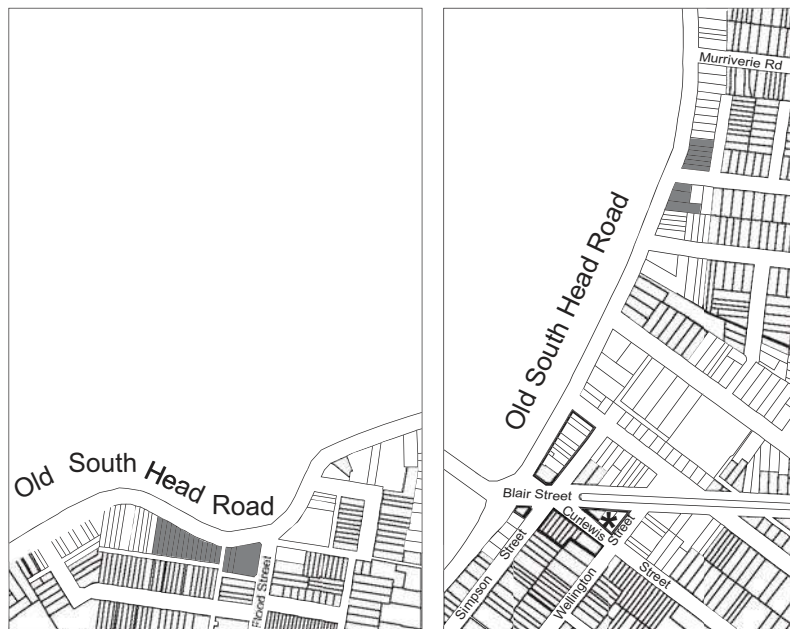 Old South Head Road
Flood Street
Murriverie Rd
Old South Head Road
Blair Street
Curlewis
Street
*
Simpson
Street
Wellington
Street